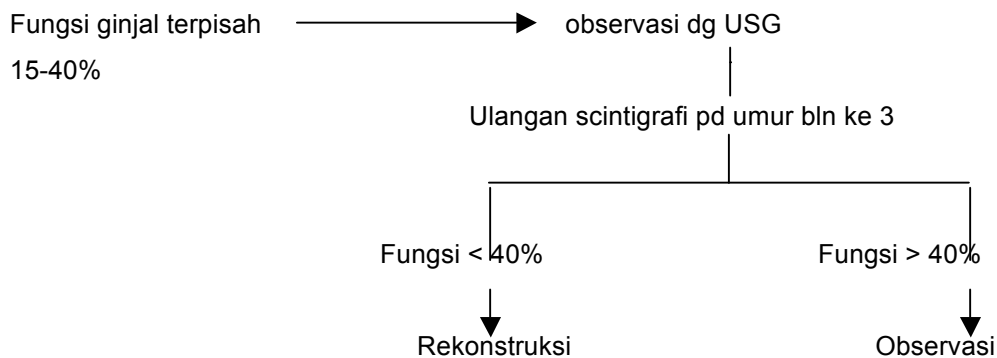 Fungsi ginjal terpisah
observasi dg USG
15-40%
Ulangan scintigrafi pd umur bln ke 3
Fungsi < 40%
Fungsi > 40%
Rekonstruksi
Observasi